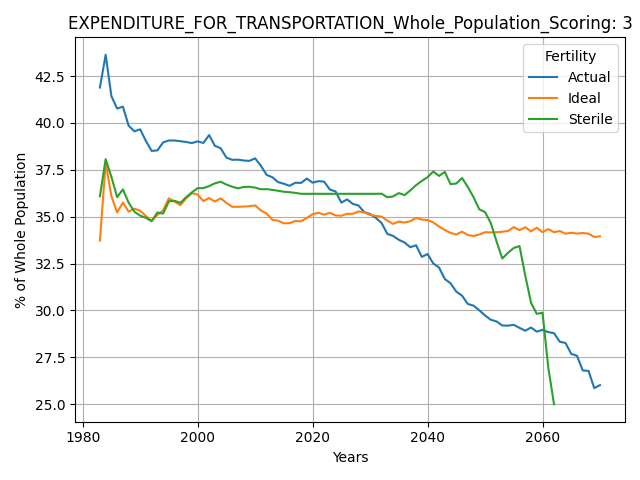 EXPENDITURE_FOR_TRANSPORTATION_Whole_Population_Scoring: 3
Fertility
Actual
Ideal
Sterile
% of Whole Population
42.5
40.0
37.5
35.0
32.5
30.0
27.5
25.0
1980
2000
2020
2040
2060
Years